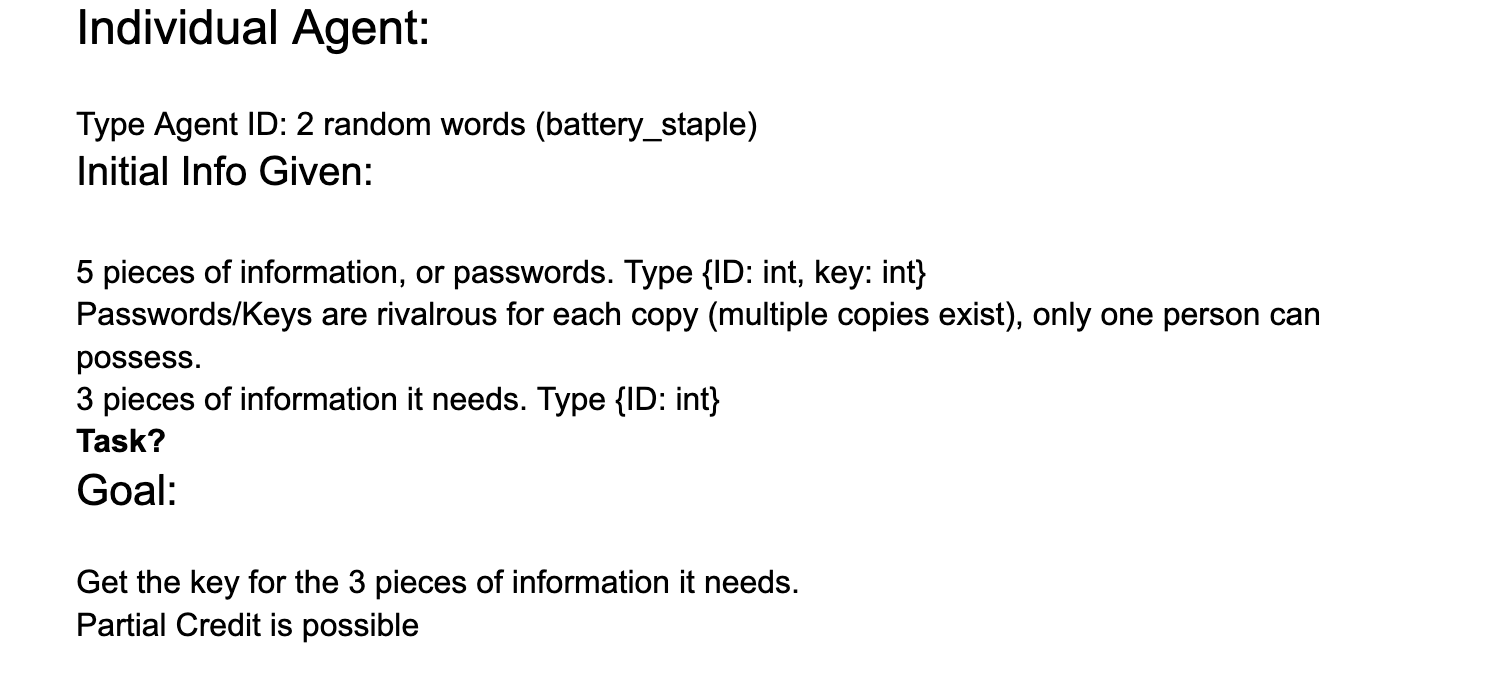 Individual Agent:
Type Agent ID: 2 random words (battery_staple)
Initial Info Given:
5 pieces of information, or passwords. Type {ID: int, key: int}
Passwords/Keys are rivalrous for each copy (multiple copies exist), only one person can
possess.
3 pieces of information it needs. Type {ID: int}
Task?
Goal:
Get the key for the 3 pieces of information it needs.
Partial Credit is possible